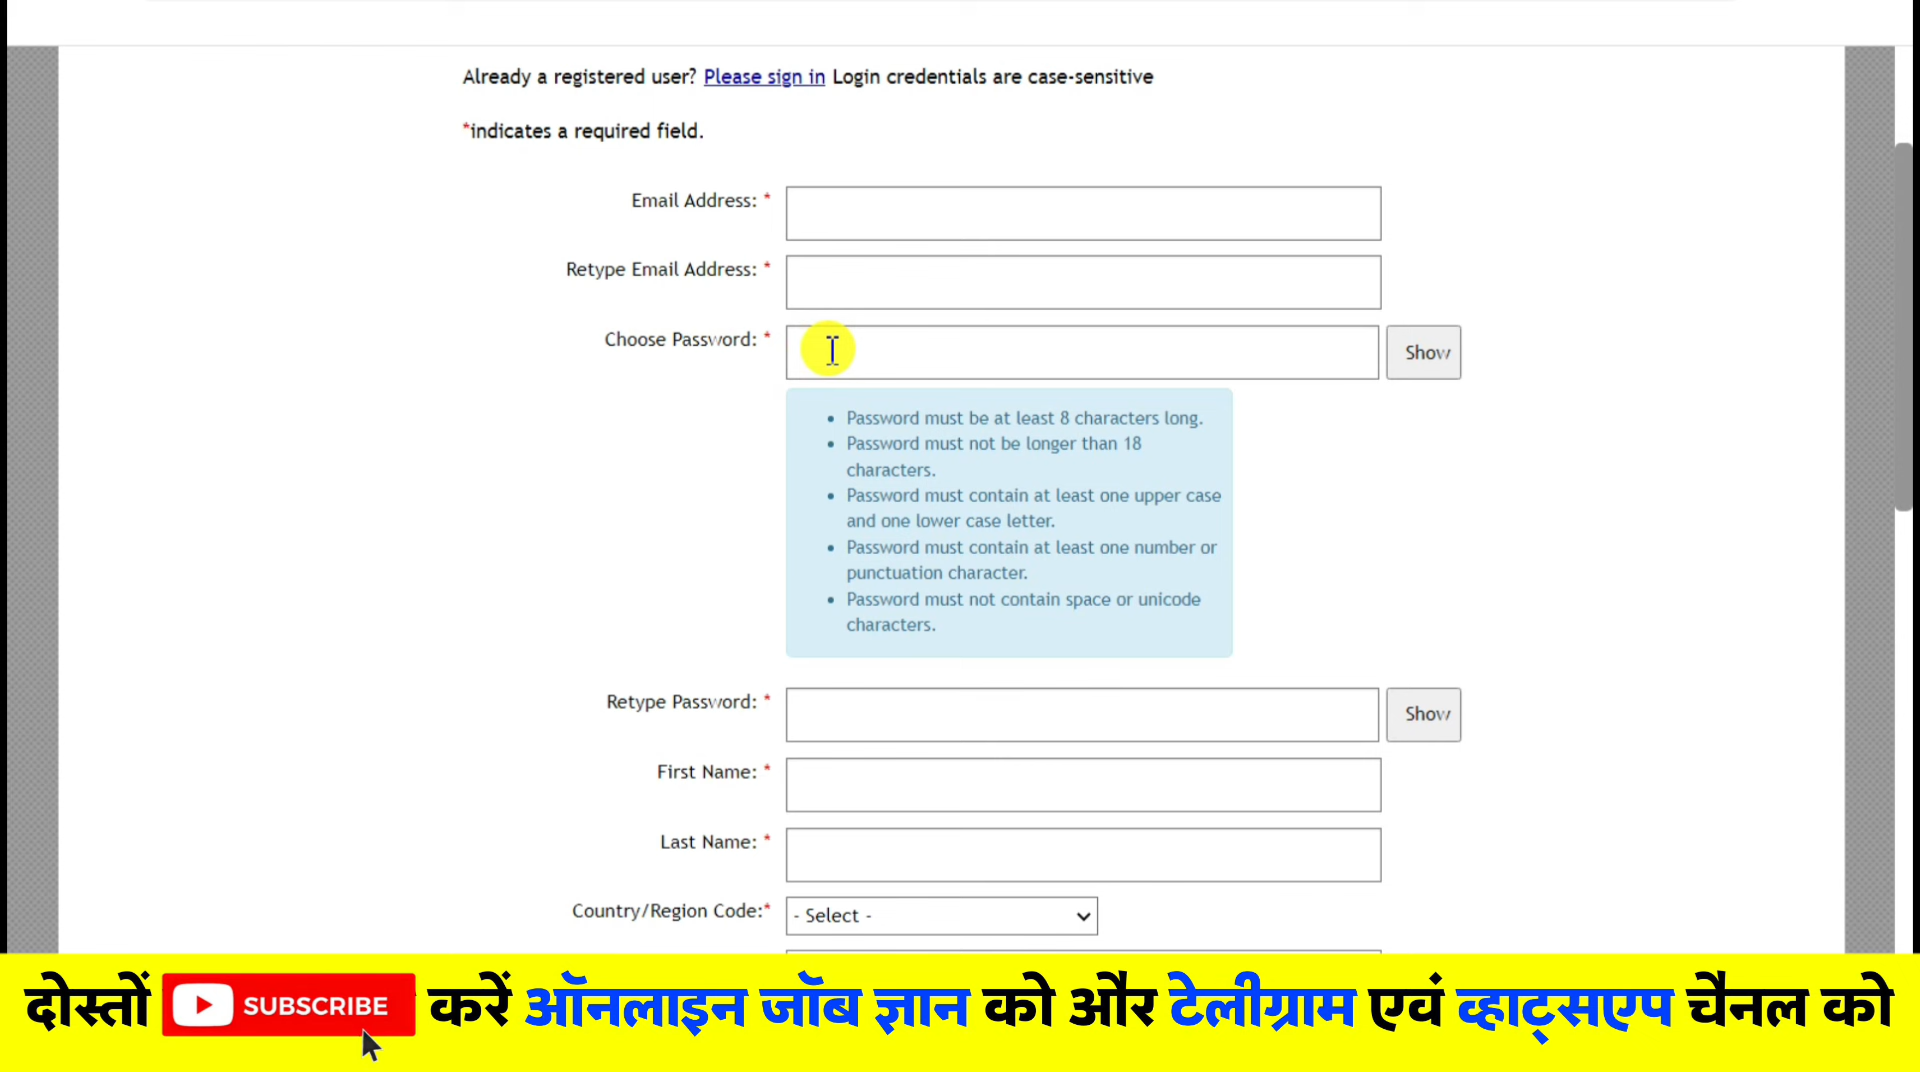 Already a registered user? Please sign in Login credentials are case-sensitive
*indicates a required field.
Email Address: *
Retype Email Address: *
Choose Password: *
Show
• Password must be at least 8 characters long.
• Password must not be longer than 18
characters.
• Password must contain at least one upper case
and one lower case letter.
• Password must contain at least one number or
punctuation character.
• Password must not contain space or unicode
characters.
Retype Password: *
Show
First Name: *
Last Name: *
Country/Region Code:*
- Select -
दोस्तों SUBSCRIBE करें ऑनलाइन जॉब ज्ञान को और टेलीग्राम एवं व्हाट्सएप चैनल को